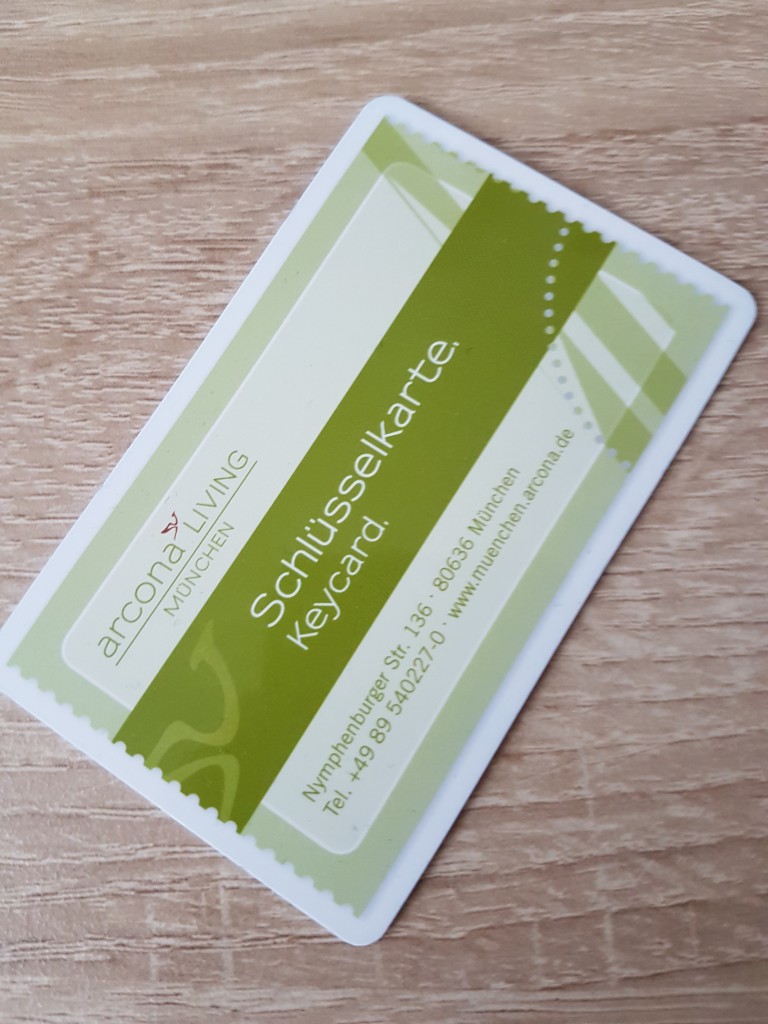 arcona LIVING
MÜNCHEN
Schlüsselkarte.
Keycard.
Nymphenburger Str. 136 · 80636 München
Tel. +49 89 540227-0 · www.muenchen.arcona.de